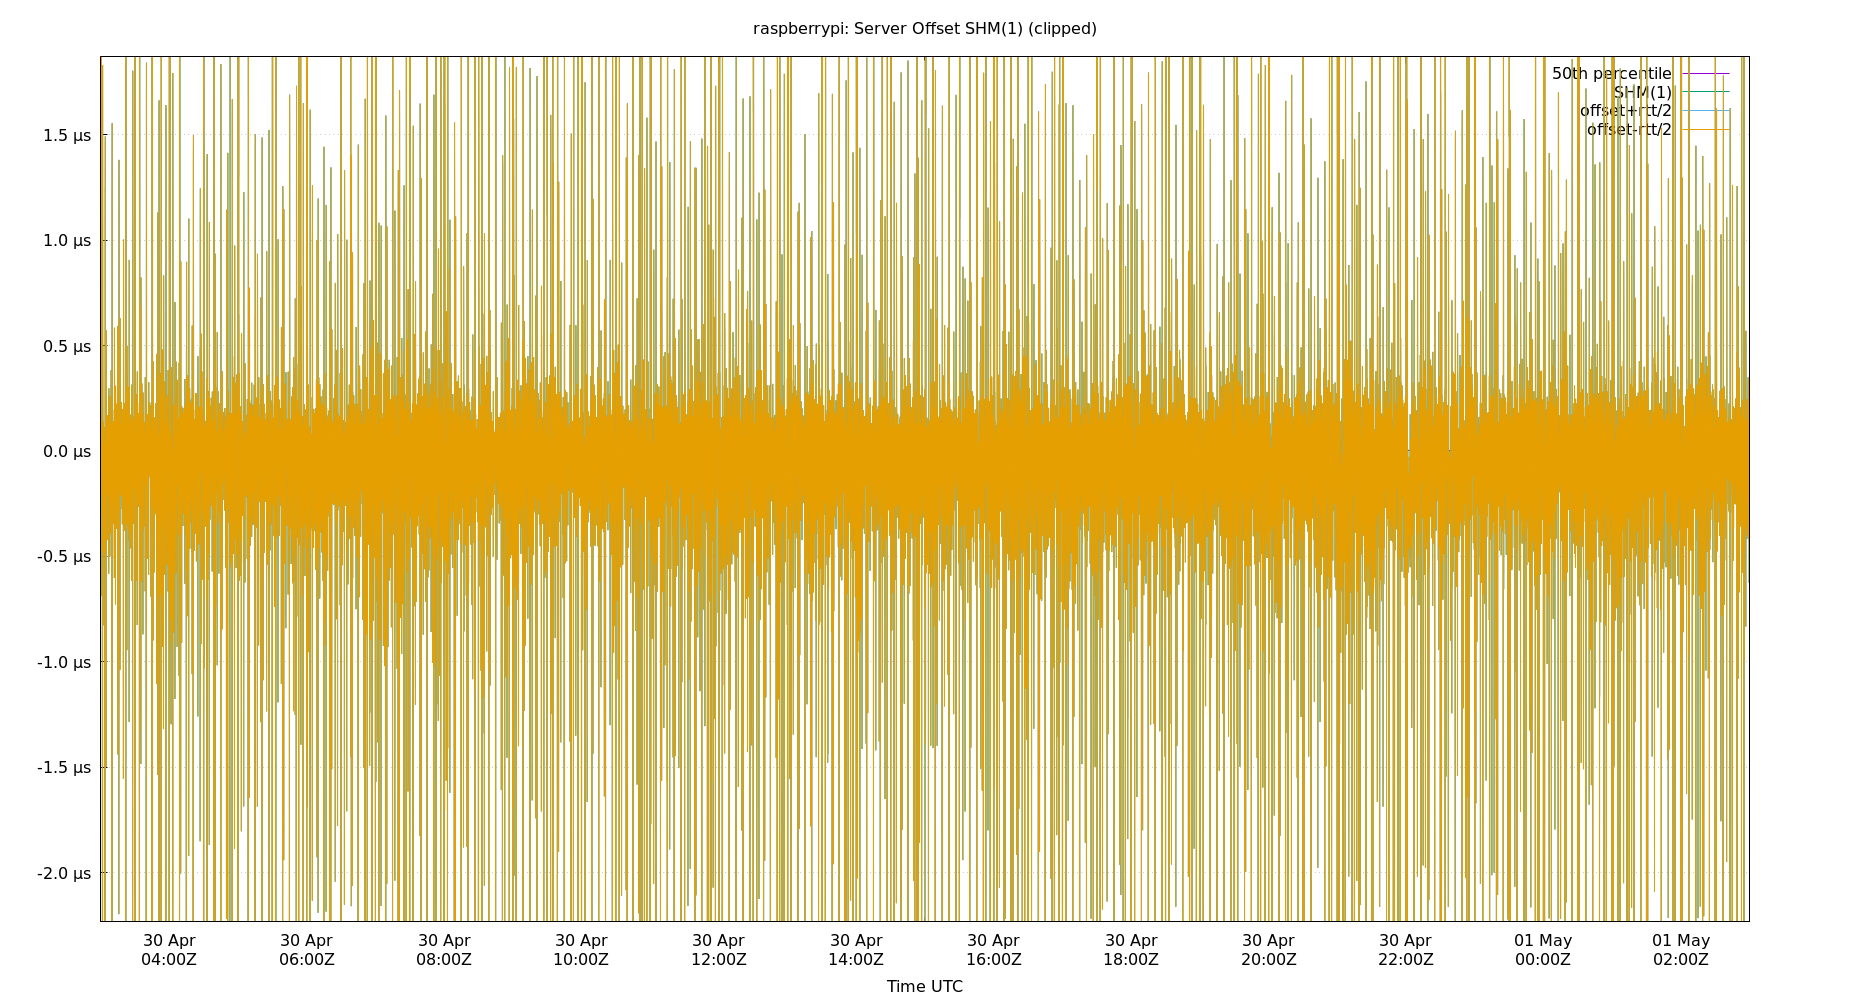 raspberrypi: Server Offset SHM(1) (clipped)
50th percentile
SHM(1)
offset+rtt/2
offset-rtt/2
1.5 µs
1.0 µs
0.5 µs
0.0 µs
-0.5 µs
-1.0 µs
-1.5 µs
-2.0 µs
30 Apr 30 Apr 30 Apr 30 Apr 30 Apr 30 Apr 30 Apr 30 Apr 30 Apr 30 Apr 01 May 01 May
04:00Z 06:00Z 08:00Z 10:00Z 12:00Z 14:00Z 16:00Z 18:00Z 20:00Z 22:00Z 00:00Z 02:00Z
Time UTC